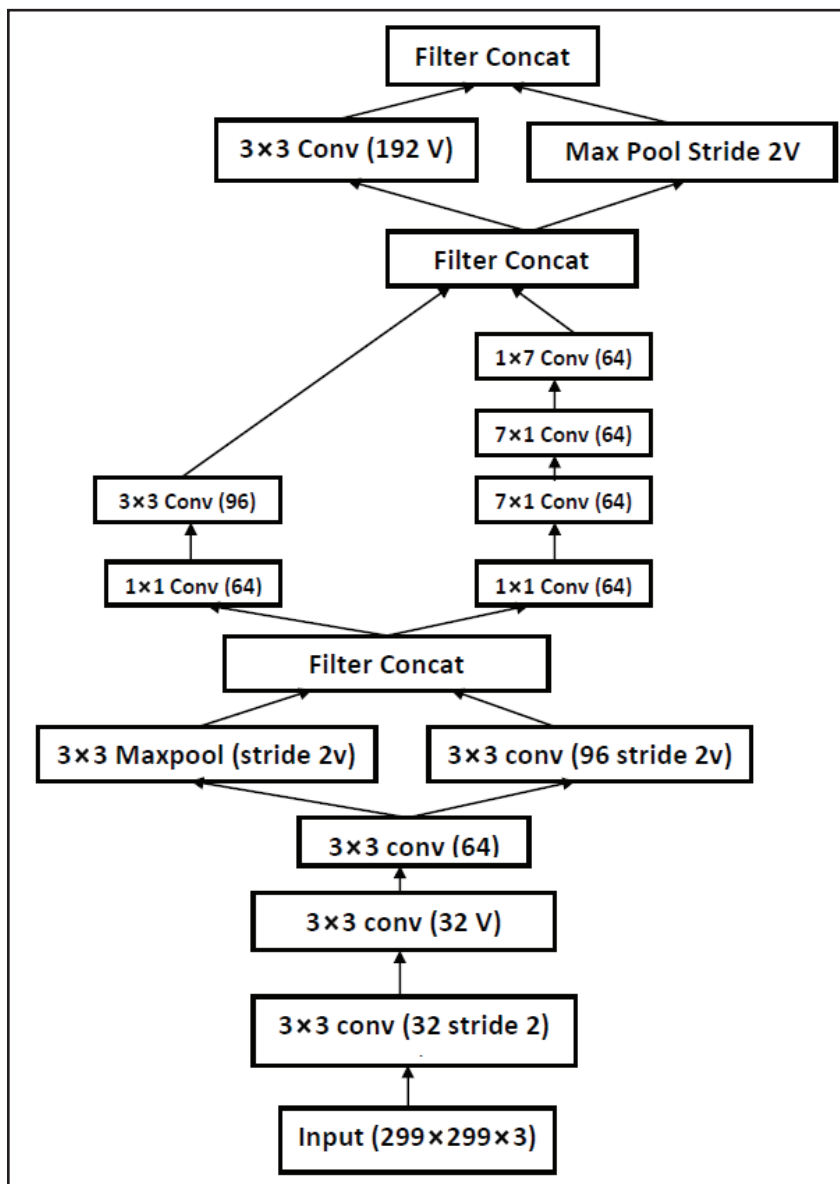 Filter Concat
3×3 Conv (192 V)
Max Pool Stride 2V
Filter Concat
1×7 Conv (64)
7×1 Conv (64)
3×3 Conv (96)
7×1 Conv (64)
1×1 Conv (64)
1×1 Conv (64)
Filter Concat
3×3 Maxpool (stride 2v)
3×3 conv (96 stride 2v)
3×3 conv (64)
3×3 conv (32 V)
3×3 conv (32 stride 2)
Input (299×299×3)